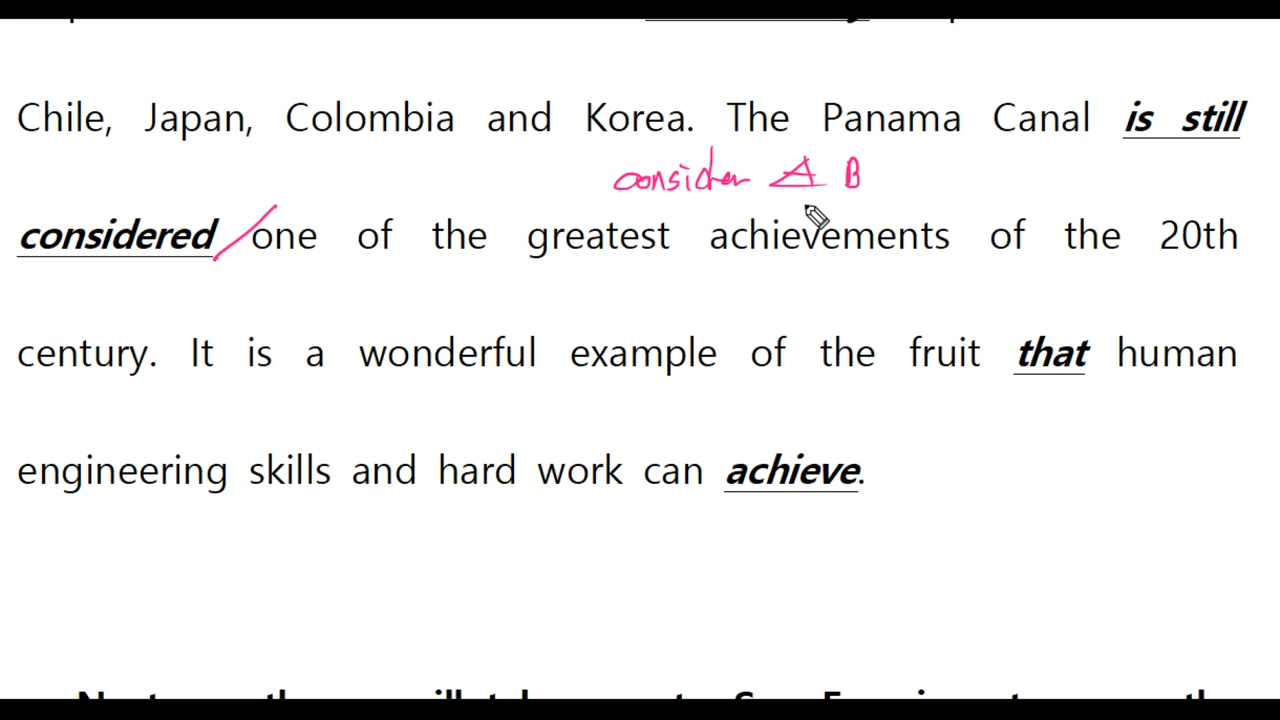 Chile, Japan, Colombia and Korea. The Panama Canal is still
consider A B
considered one of the greatest achievements of the 20th
century. It is a wonderful example of the fruit that human
engineering skills and hard work can achieve.